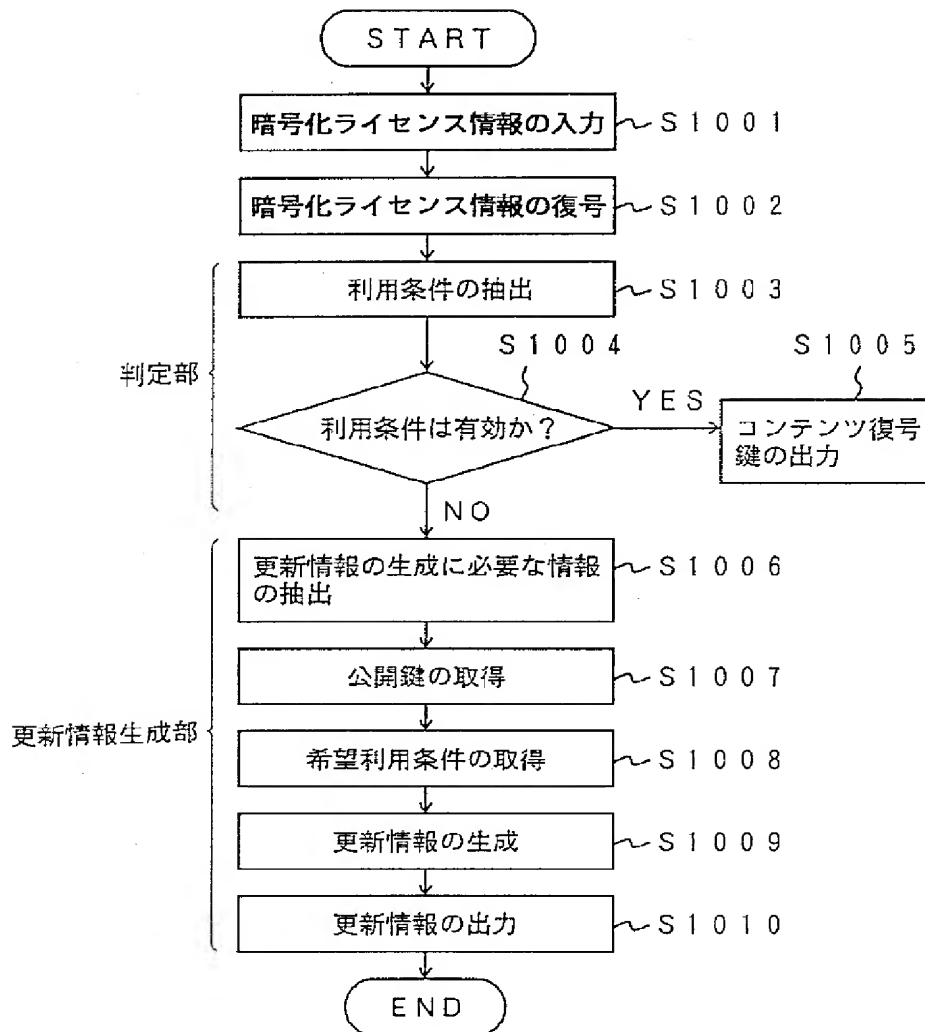 START
暗号化ライセンス情報の入力
S1001
暗号化ライセンス情報の復号
S1002
利用条件の抽出
S1003
判定部
S1004
利用条件は有効か？
YES
S1005
コンテンツ復号
鍵の出力
NO
更新情報生成部
更新情報の生成に必要な情報
の抽出
S1006
公開鍵の取得
S1007
希望利用条件の取得
S1008
更新情報の生成
S1009
更新情報の出力
S1010
END